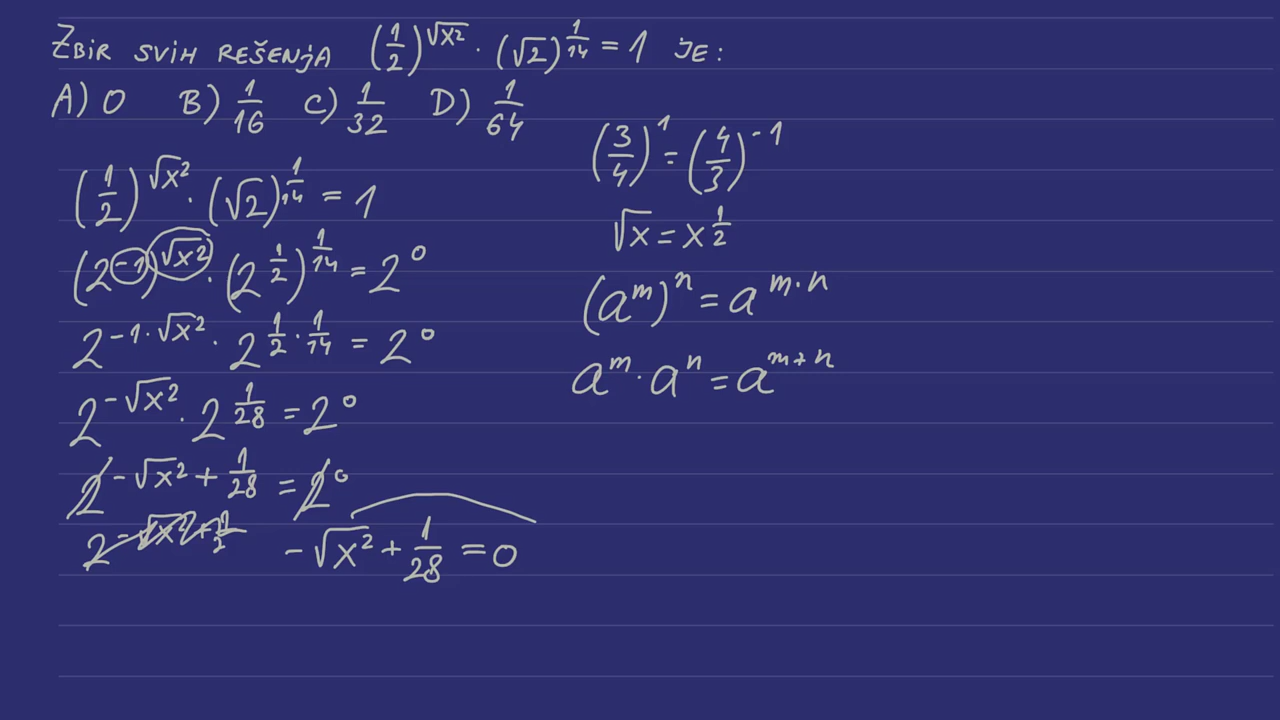 Zbir svih rešenja (1/2)^√x² · (√2)^1/14 = 1 je:
A) 0 B) 1/16 C) 1/32 D) 1/64
(1/2)^√x² · (√2)^1/14 = 1
(2^-1)^√x² · (2^1/2)^1/14 = 2^0
2^-1·√x² · 2^1/2·1/14 = 2^0
2^-√x² · 2^1/28 = 2^0
2^-√x²+1/28 = 2^0
-√x² + 1/28 = 0
(3/4)^1 = (4/3)^-1
√x = x^1/2
(a^m)^n = a^m·n
a^m · a^n = a^m+n